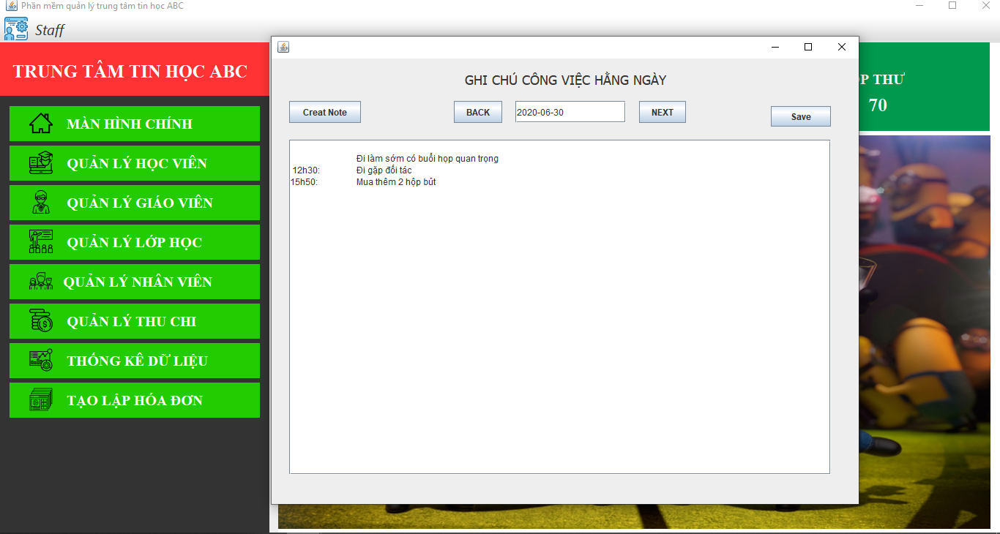 Phần mềm quản lý trung tâm tin học ABC
Staff
TRUNG TÂM TIN HỌC ABC
MÀN HÌNH CHÍNH
QUẢN LÝ HỌC VIÊN
QUẢN LÝ GIÁO VIÊN
QUẢN LÝ LỚP HỌC
QUẢN LÝ NHÂN VIÊN
QUẢN LÝ THU CHI
THỐNG KÊ DỮ LIỆU
TẠO LẬP HÓA ĐƠN
GHI CHÚ CÔNG VIỆC HẰNG NGÀY
Creat Note BACK 2020-06-30 NEXT Save
Đi làm sớm có buổi họp quan trọng
12h30: Đi gặp đối tác
15h50: Mua thêm 2 hộp bút
THƯ
70